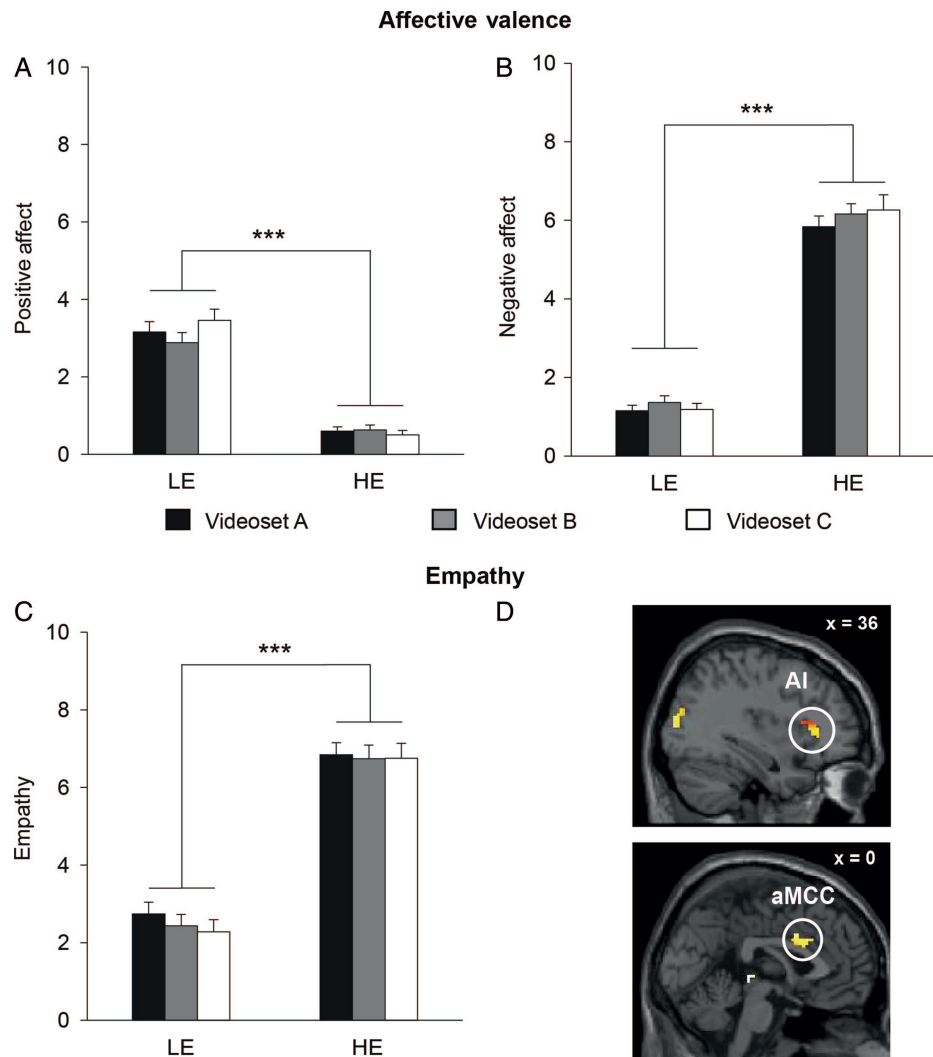 Affective valence
A
10
8
6
4
2
0
Positive affect
***
LE
HE
B
10
8
6
4
2
0
Negative affect
***
LE
HE
Videoset A
Videoset B
Videoset C
Empathy
C
10
8
6
4
2
0
Empathy
***
LE
HE
D
x = 36
AI
x = 0
aMCC